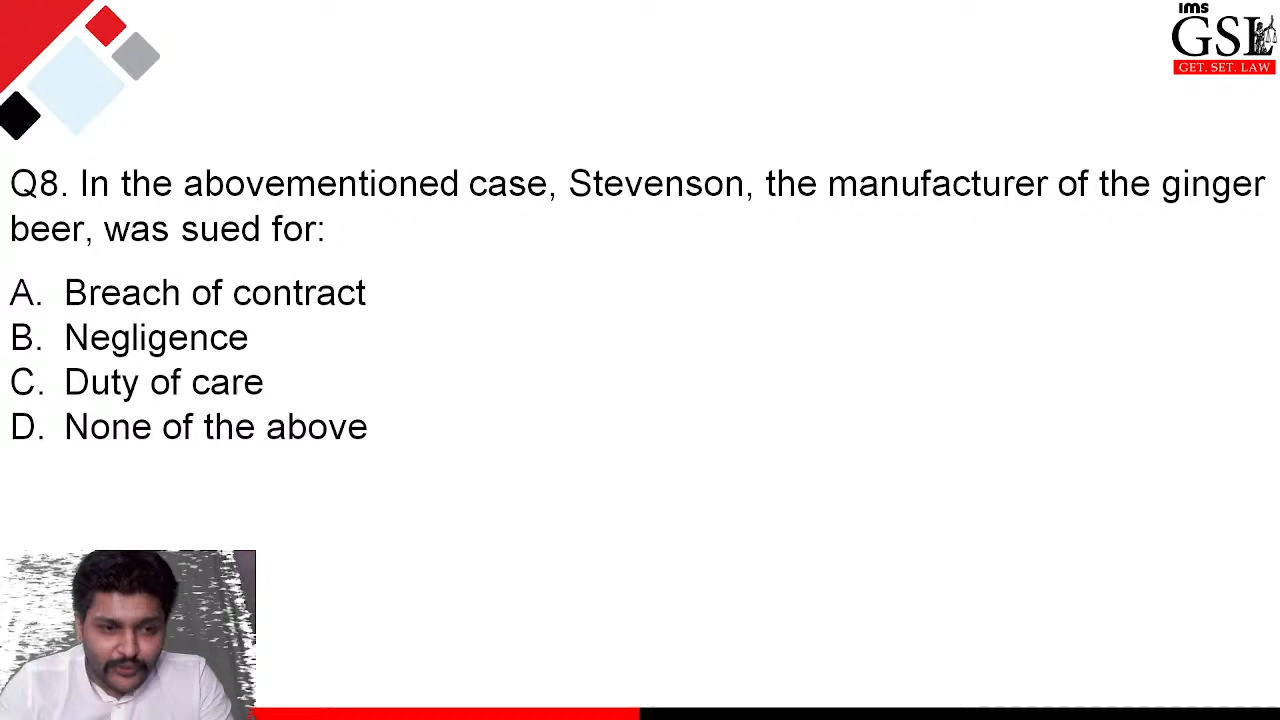 ims
GSL
GET. SET. LAW
Q8. In the abovementioned case, Stevenson, the manufacturer of the ginger
beer, was sued for:
A. Breach of contract
B. Negligence
C. Duty of care
D. None of the above